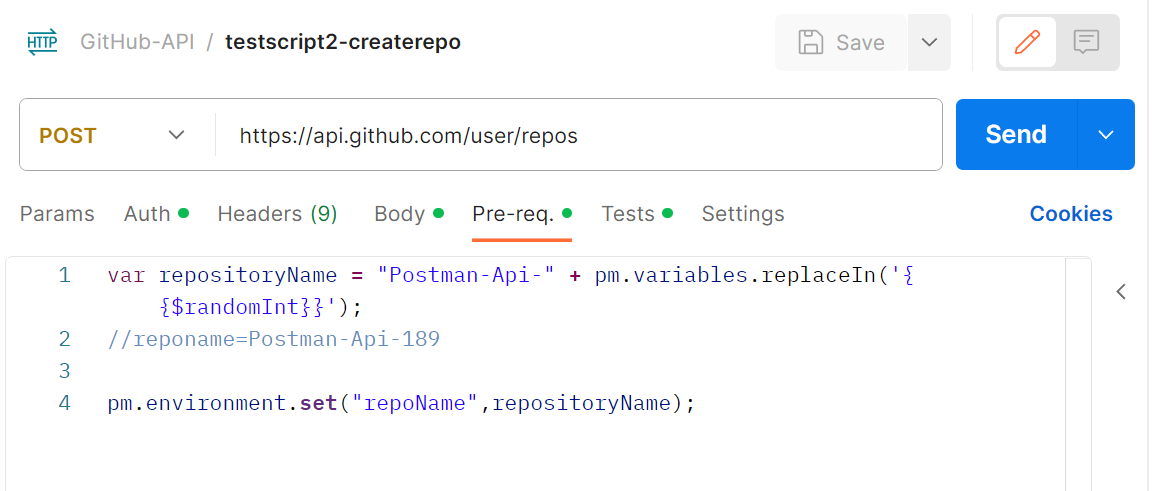 HTTP GitHub-API / testscript2-createrepo Save
POST https://api.github.com/user/repos Send
Params Auth Headers (9) Body Pre-req. Tests Settings Cookies
1 var repositoryName = "Postman-Api-" + pm.variables.replaceIn('{
{$randomInt}}');
2 //reponame=Postman-Api-189
3
4 pm.environment.set("repoName",repositoryName);